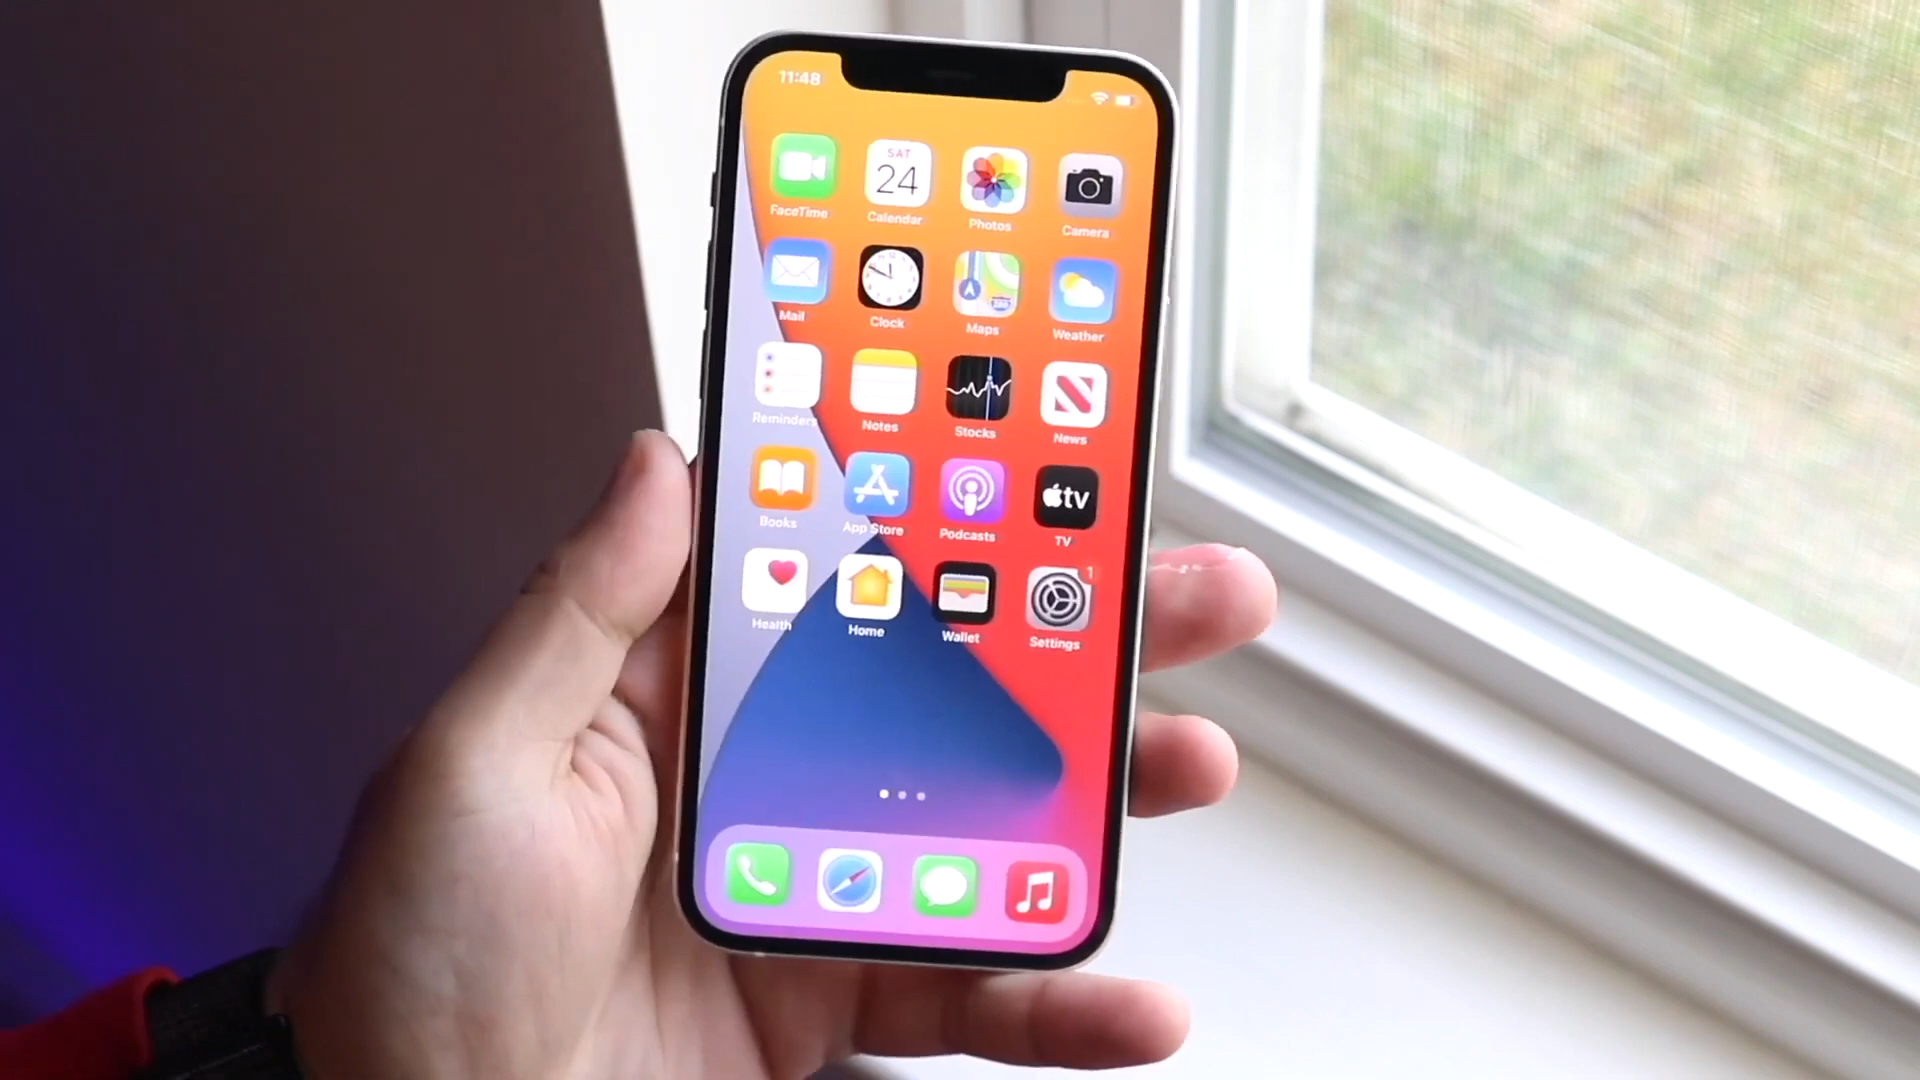 11:48
SAT
24
FaceTime Calendar Photos Camera
Mail Clock Maps Weather
Reminders Notes Stocks News
tv
Books App Store Podcasts TV
1
Health Home Wallet Settings